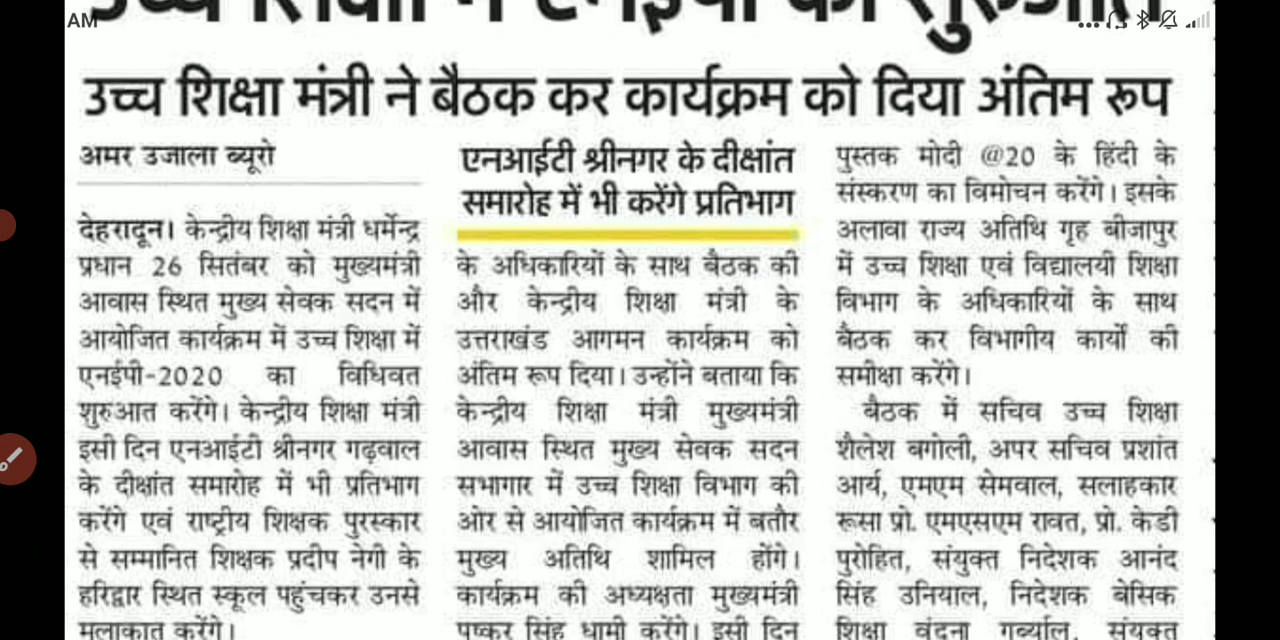 AM
उच्च शिक्षा मंत्री ने बैठक कर कार्यक्रम को दिया अंतिम रूप
अमर उजाला ब्यूरो
देहरादून। केन्द्रीय शिक्षा मंत्री धर्मेन्द्र
प्रधान 26 सितंबर को मुख्यमंत्री
आवास स्थित मुख्य सेवक सदन में
आयोजित कार्यक्रम में उच्च शिक्षा में
एनईपी-2020 का विधिवत
शुरुआत करेंगे। केन्द्रीय शिक्षा मंत्री
इसी दिन एनआईटी श्रीनगर गढ़वाल
के दीक्षांत समारोह में भी प्रतिभाग
करेंगे एवं राष्ट्रीय शिक्षक पुरस्कार
से सम्मानित शिक्षक प्रदीप नेगी के
हरिद्वार स्थित स्कूल पहुंचकर उनसे
मुलाकात करेंगे।
एनआईटी श्रीनगर के दीक्षांत
समारोह में भी करेंगे प्रतिभाग
के अधिकारियों के साथ बैठक की
और केन्द्रीय शिक्षा मंत्री के
उत्तराखंड आगमन कार्यक्रम को
अंतिम रूप दिया। उन्होंने बताया कि
केन्द्रीय शिक्षा मंत्री मुख्यमंत्री
आवास स्थित मुख्य सेवक सदन
सभागार में उच्च शिक्षा विभाग की
ओर से आयोजित कार्यक्रम में बतौर
मुख्य अतिथि शामिल होंगे।
कार्यक्रम की अध्यक्षता मुख्यमंत्री
पुष्कर सिंह धामी करेंगे। इसी दिन
पुस्तक मोदी @20 के हिंदी के
संस्करण का विमोचन करेंगे। इसके
अलावा राज्य अतिथि गृह बीजापुर
में उच्च शिक्षा एवं विद्यालयी शिक्षा
विभाग के अधिकारियों के साथ
बैठक कर विभागीय कार्यों की
समीक्षा करेंगे।
बैठक में सचिव उच्च शिक्षा
शैलेश बगोली, अपर सचिव प्रशांत
आर्य, एमएम सेमवाल, सलाहकार
रूसा प्रो. एमएसएम रावत, प्रो. केडी
पुरोहित, संयुक्त निदेशक आनंद
सिंह उनियाल, निदेशक बेसिक
शिक्षा वंदना गर्ब्याल, संयुक्त